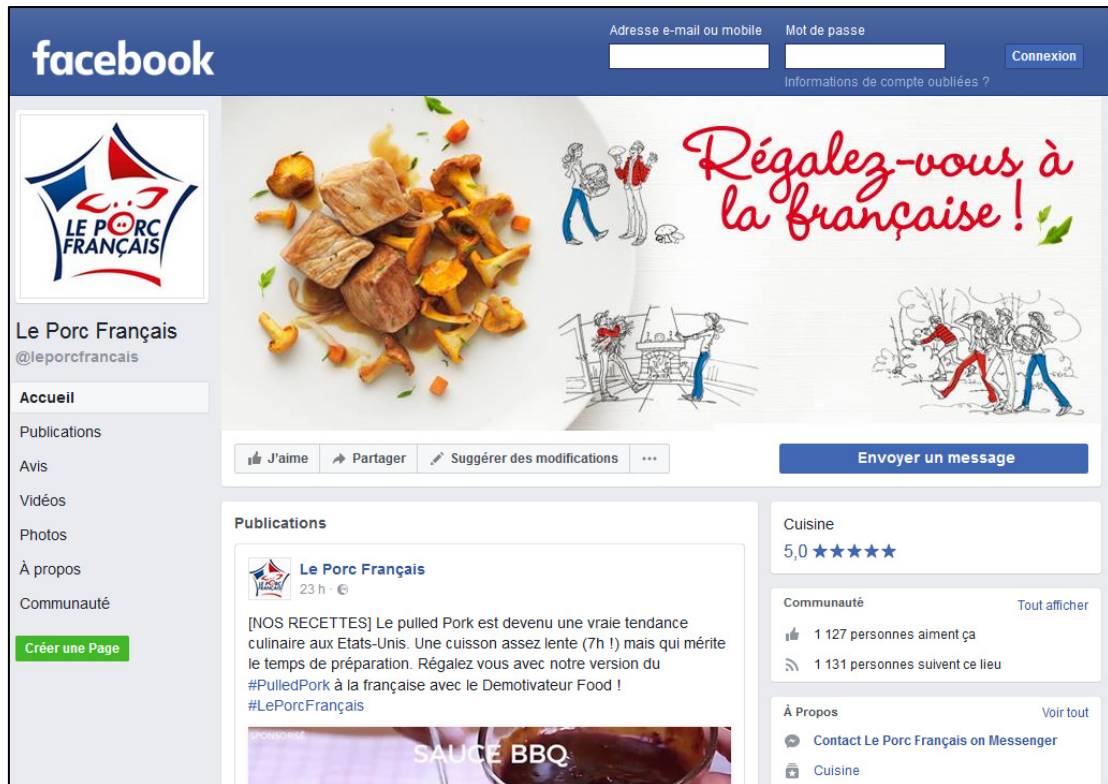 facebook
Adresse e-mail ou mobile
Mot de passe
Connexion
Informations de compte oubliées ?
LE PORC
FRANÇAIS
Régalez-vous à
la française !
Le Porc Français
@leporcfrancais
Accueil
Publications
Avis
Vidéos
Photos
À propos
Communauté
Créer une Page
J'aime
Partager
Suggérer des modifications
...
Envoyer un message
Publications
Le Porc Français
23 h ·
[NOS RECETTES] Le pulled Pork est devenu une vraie tendance
culinaire aux Etats-Unis. Une cuisson assez lente (7h !) mais qui mérite
le temps de préparation. Régalez vous avec notre version du
#PulledPork à la française avec le Demotivateur Food !
#LePorcFrançais
SPONSORISÉ
SAUCE BBQ
Cuisine
5,0 ★★★★★
Communauté
Tout afficher
1 127 personnes aiment ça
1 131 personnes suivent ce lieu
À Propos
Voir tout
Contact Le Porc Français on Messenger
Cuisine